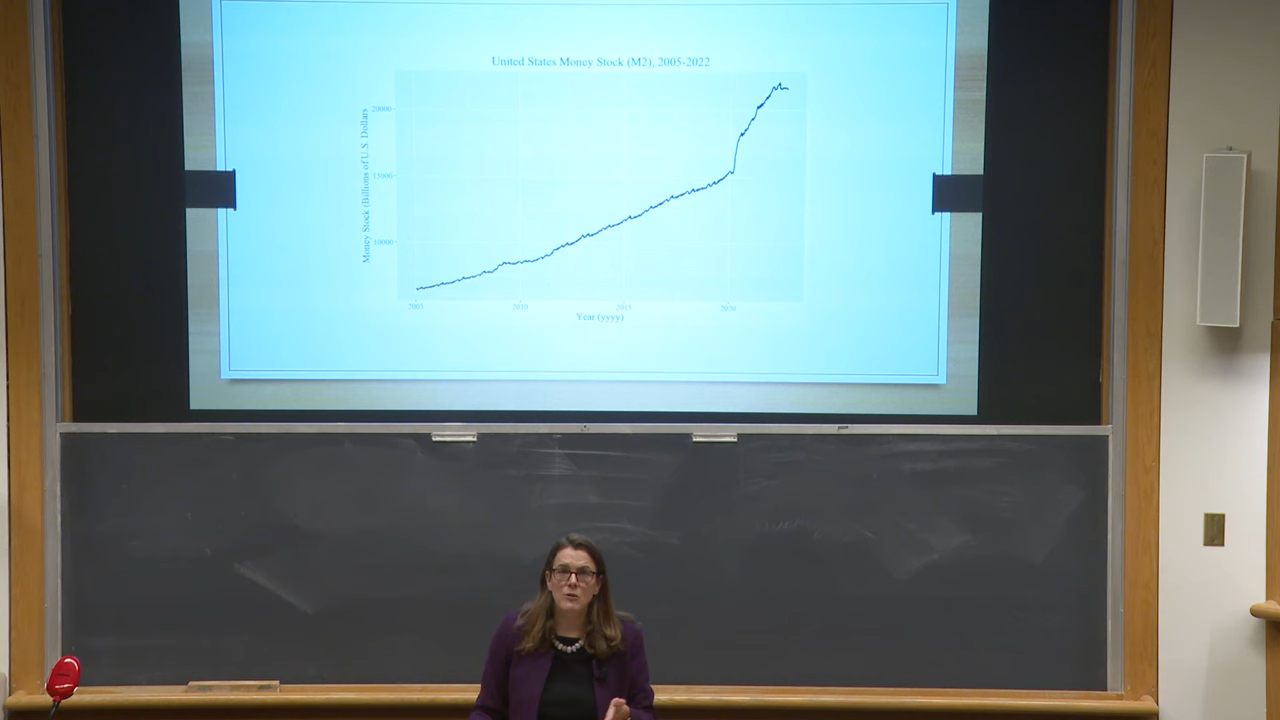 United States Money Stock (M2), 2005-2022
Money Stock (Billions of U.S. Dollars
20000
15000
10000
2005 2010 2015 2020
Year (yyyy)